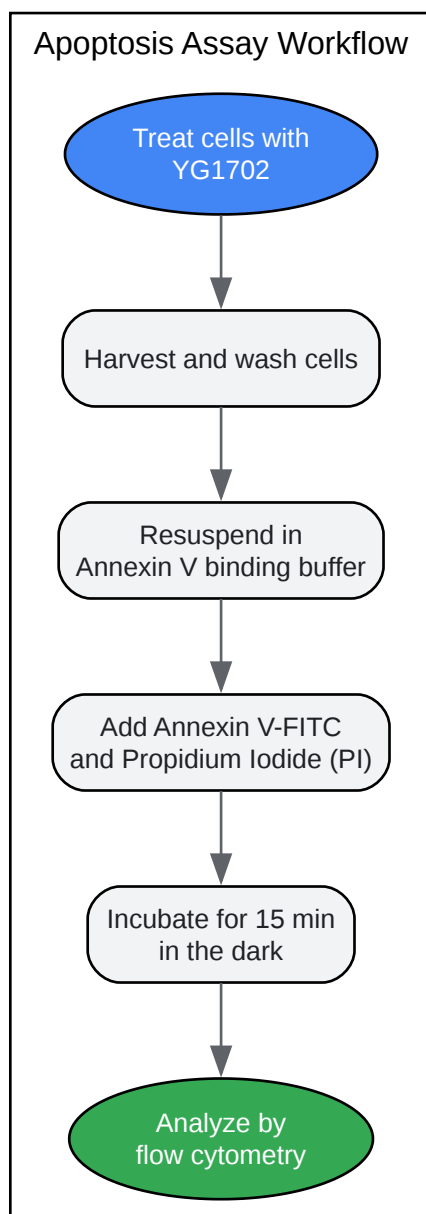 Apoptosis Assay Workflow
Treat cells with
YG1702
Harvest and wash cells
Resuspend in
Annexin V binding buffer
Add Annexin V-FITC
and Propidium Iodide (PI)
Incubate for 15 min
in the dark
Analyze by
flow cytometry